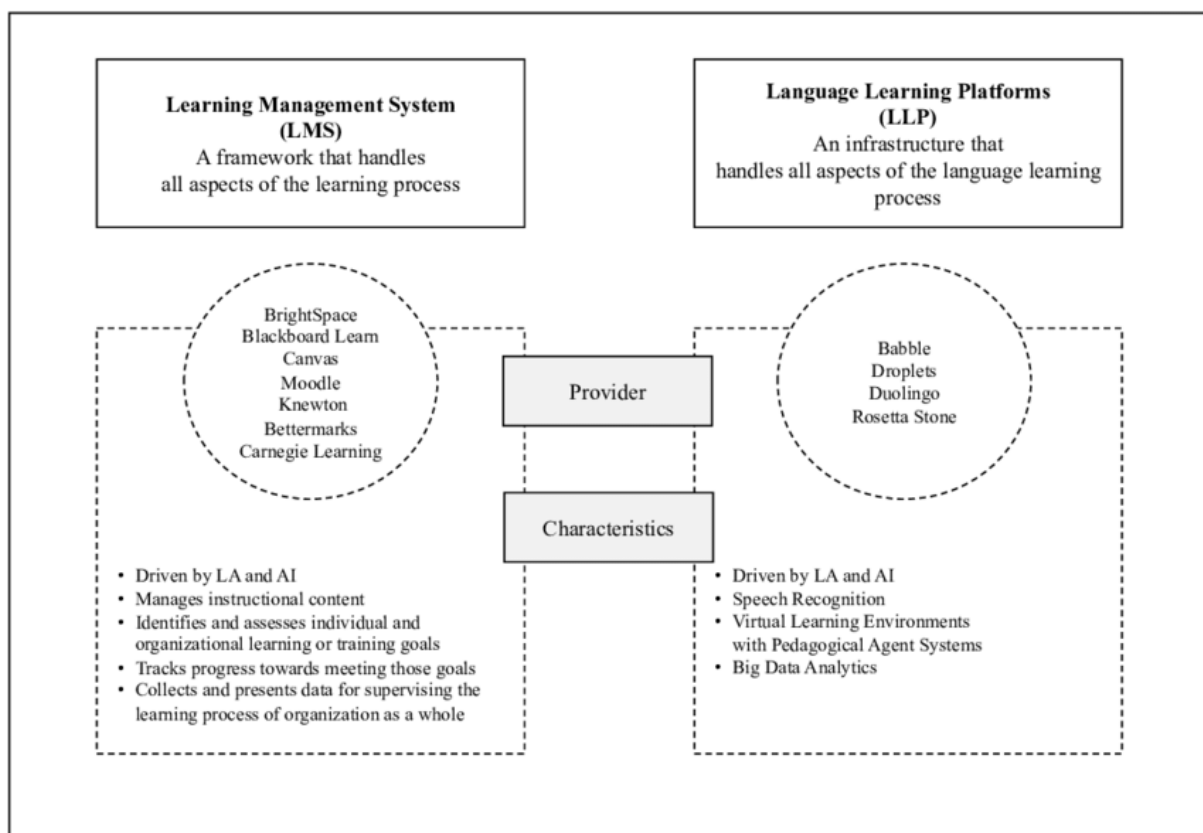 Learning Management System
(LMS)
A framework that handles
all aspects of the learning process
Language Learning Platforms
(LLP)
An infrastructure that
handles all aspects of the language learning
process
BrightSpace
Blackboard Learn
Canvas
Moodle
Knewton
Bettermarks
Carnegie Learning
Provider
Babble
Droplets
Duolingo
Rosetta Stone
Characteristics
• Driven by LA and AI
• Manages instructional content
• Identifies and assesses individual and
organizational learning or training goals
• Tracks progress towards meeting those goals
• Collects and presents data for supervising the
learning process of organization as a whole
• Driven by LA and AI
• Speech Recognition
• Virtual Learning Environments
with Pedagogical Agent Systems
• Big Data Analytics